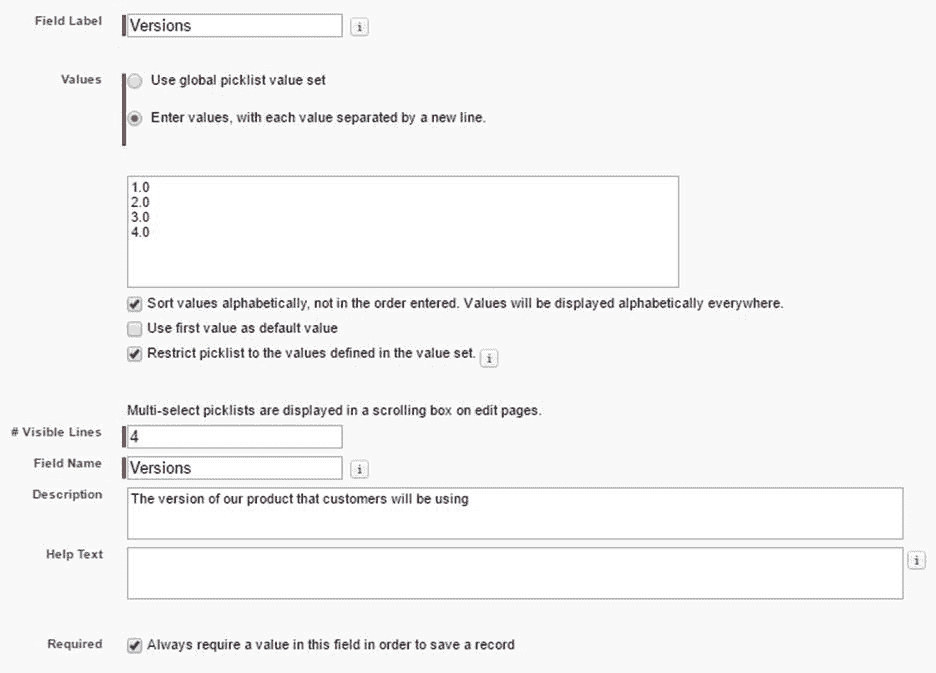 Field Label Versions i
Values Use global picklist value set
Enter values, with each value separated by a new line.
1.0
2.0
3.0
4.0
Sort values alphabetically, not in the order entered. Values will be displayed alphabetically everywhere.
Use first value as default value
Restrict picklist to the values defined in the value set. i
Multi-select picklists are displayed in a scrolling box on edit pages.
# Visible Lines 4
Field Name Versions i
Description The version of our product that customers will be using
Help Text i
Required Always require a value in this field in order to save a record